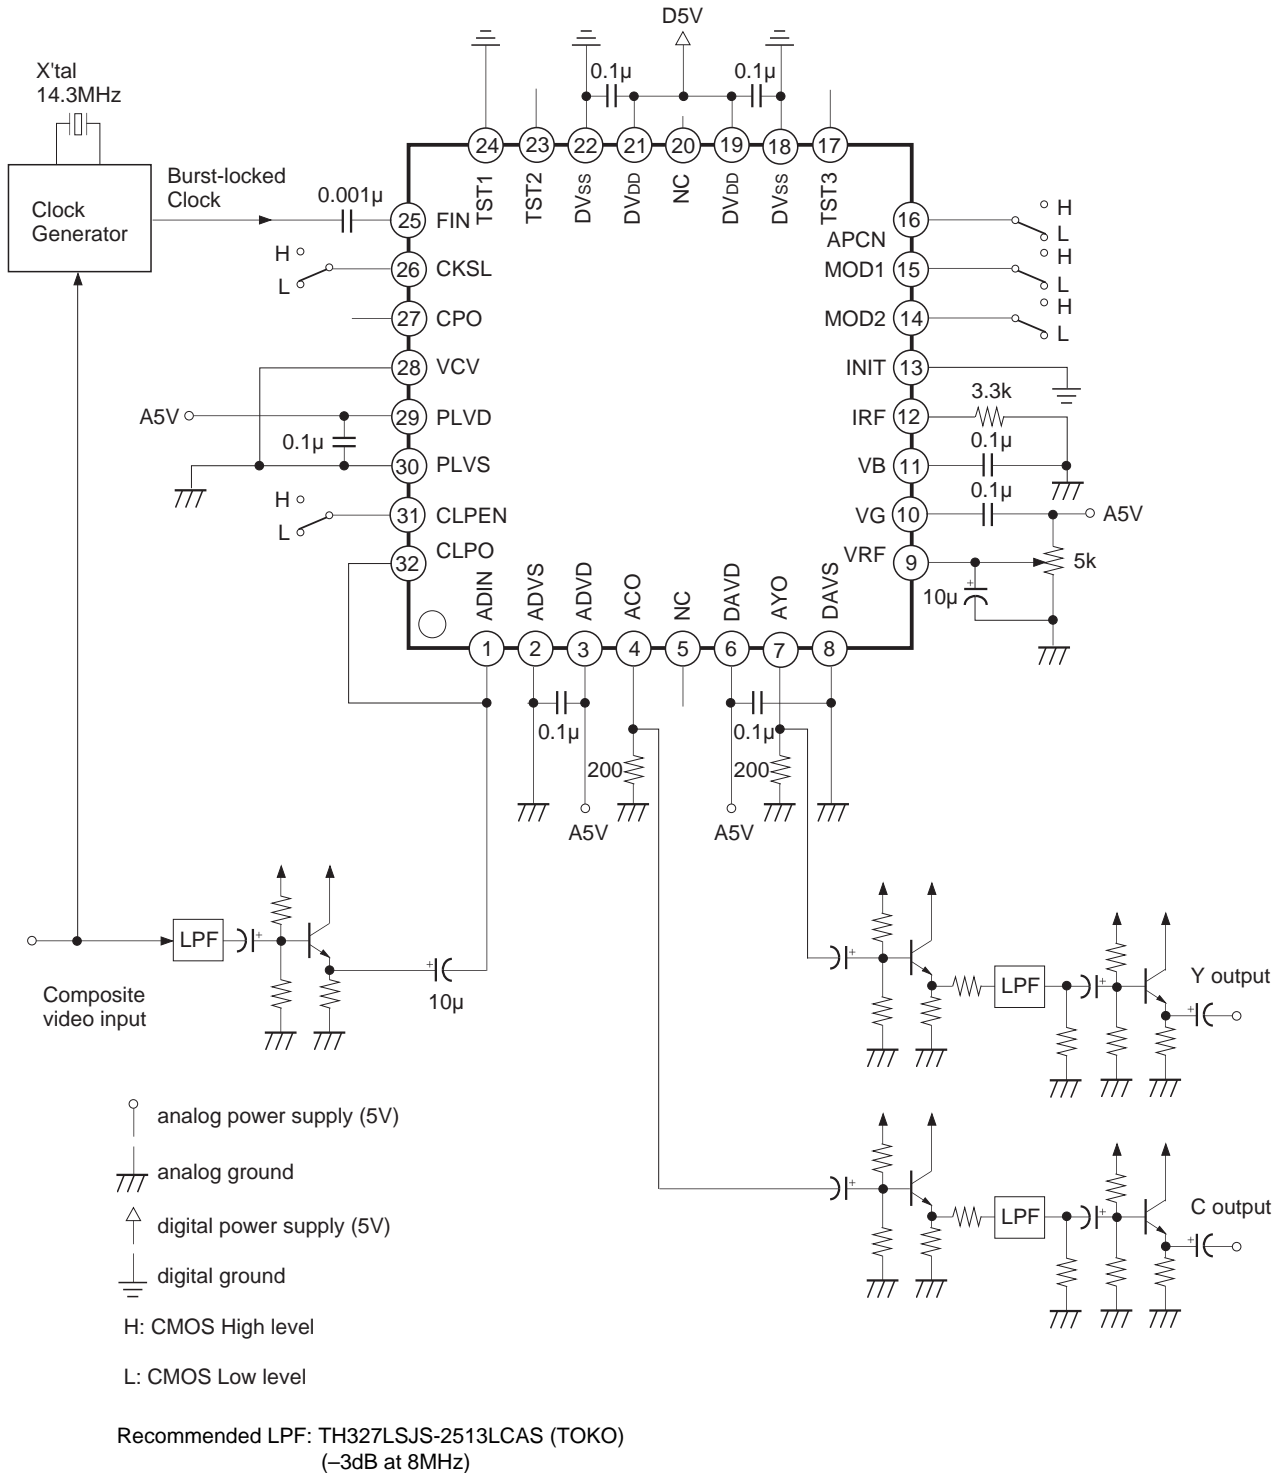 D5V
X'tal
14.3MHz
0.1µ
0.1µ
24
23
22
21
20
19
18
17
TST1
TST2
DVSS
DVDD
NC
DVDD
DVSS
TST3
Burst-locked
Clock
0.001µ
Clock
Generator
25
FIN
H
L
26
CKSL
27
CPO
28
VCV
A5V
29
PLVD
0.1µ
30
PLVS
H
L
31
CLPEN
32
CLPO
16
APCN
H
L
15
MOD1
H
L
14
MOD2
H
L
INIT
13
IRF
12
3.3k
VB
11
0.1µ
VG
10
0.1µ
A5V
VRF
9
10µ
5k
ADIN
ADVS
ADVD
ACO
NC
DAVD
AYO
DAVS
1
2
3
4
5
6
7
8
0.1µ
0.1µ
200
200
A5V
A5V
LPF
10µ
Composite
video input
LPF
Y output
LPF
C output
analog power supply (5V)
analog ground
digital power supply (5V)
digital ground
H: CMOS High level
L: CMOS Low level
Recommended LPF: TH327LSJS-2513LCAS (TOKO)
(–3dB at 8MHz)